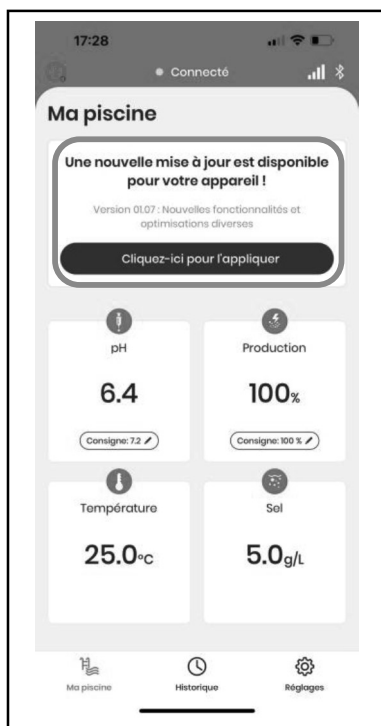 17:28
Connecté
Ma piscine
Une nouvelle mise à jour est disponible
pour votre appareil !
Version 01.07 : Nouvelles fonctionnalités et
optimisations diverses
Cliquez-ici pour l'appliquer
pH
6.4
Consigne: 7.2
Production
100%
Consigne: 100 %
Température
25.0°C
Sel
5.0g/L
Ma piscine
Historique
Réglages